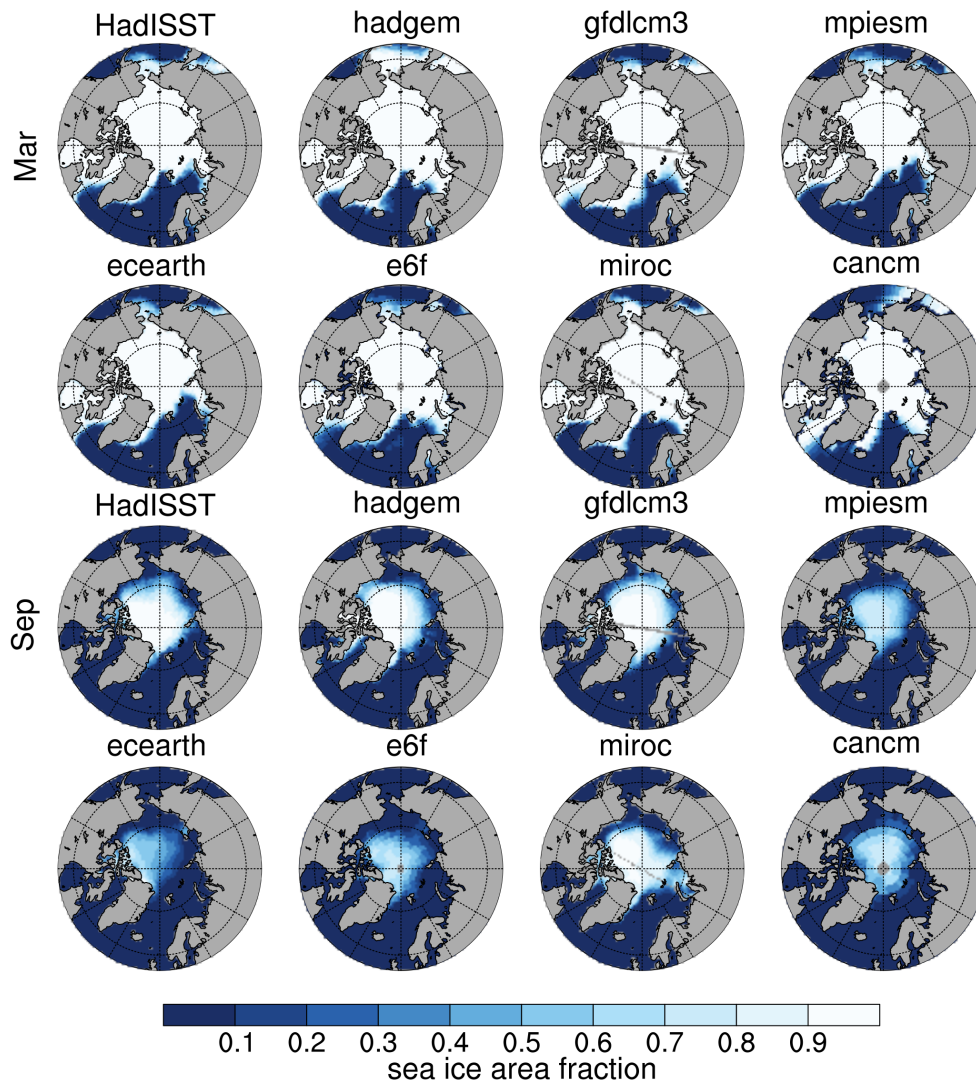 HadISST hadgem gfdlcm3 mpiesm
Mar
ecearth e6f miroc cancm
HadISST hadgem gfdlcm3 mpiesm
Sep
ecearth e6f miroc cancm
0.1 0.2 0.3 0.4 0.5 0.6 0.7 0.8 0.9
sea ice area fraction